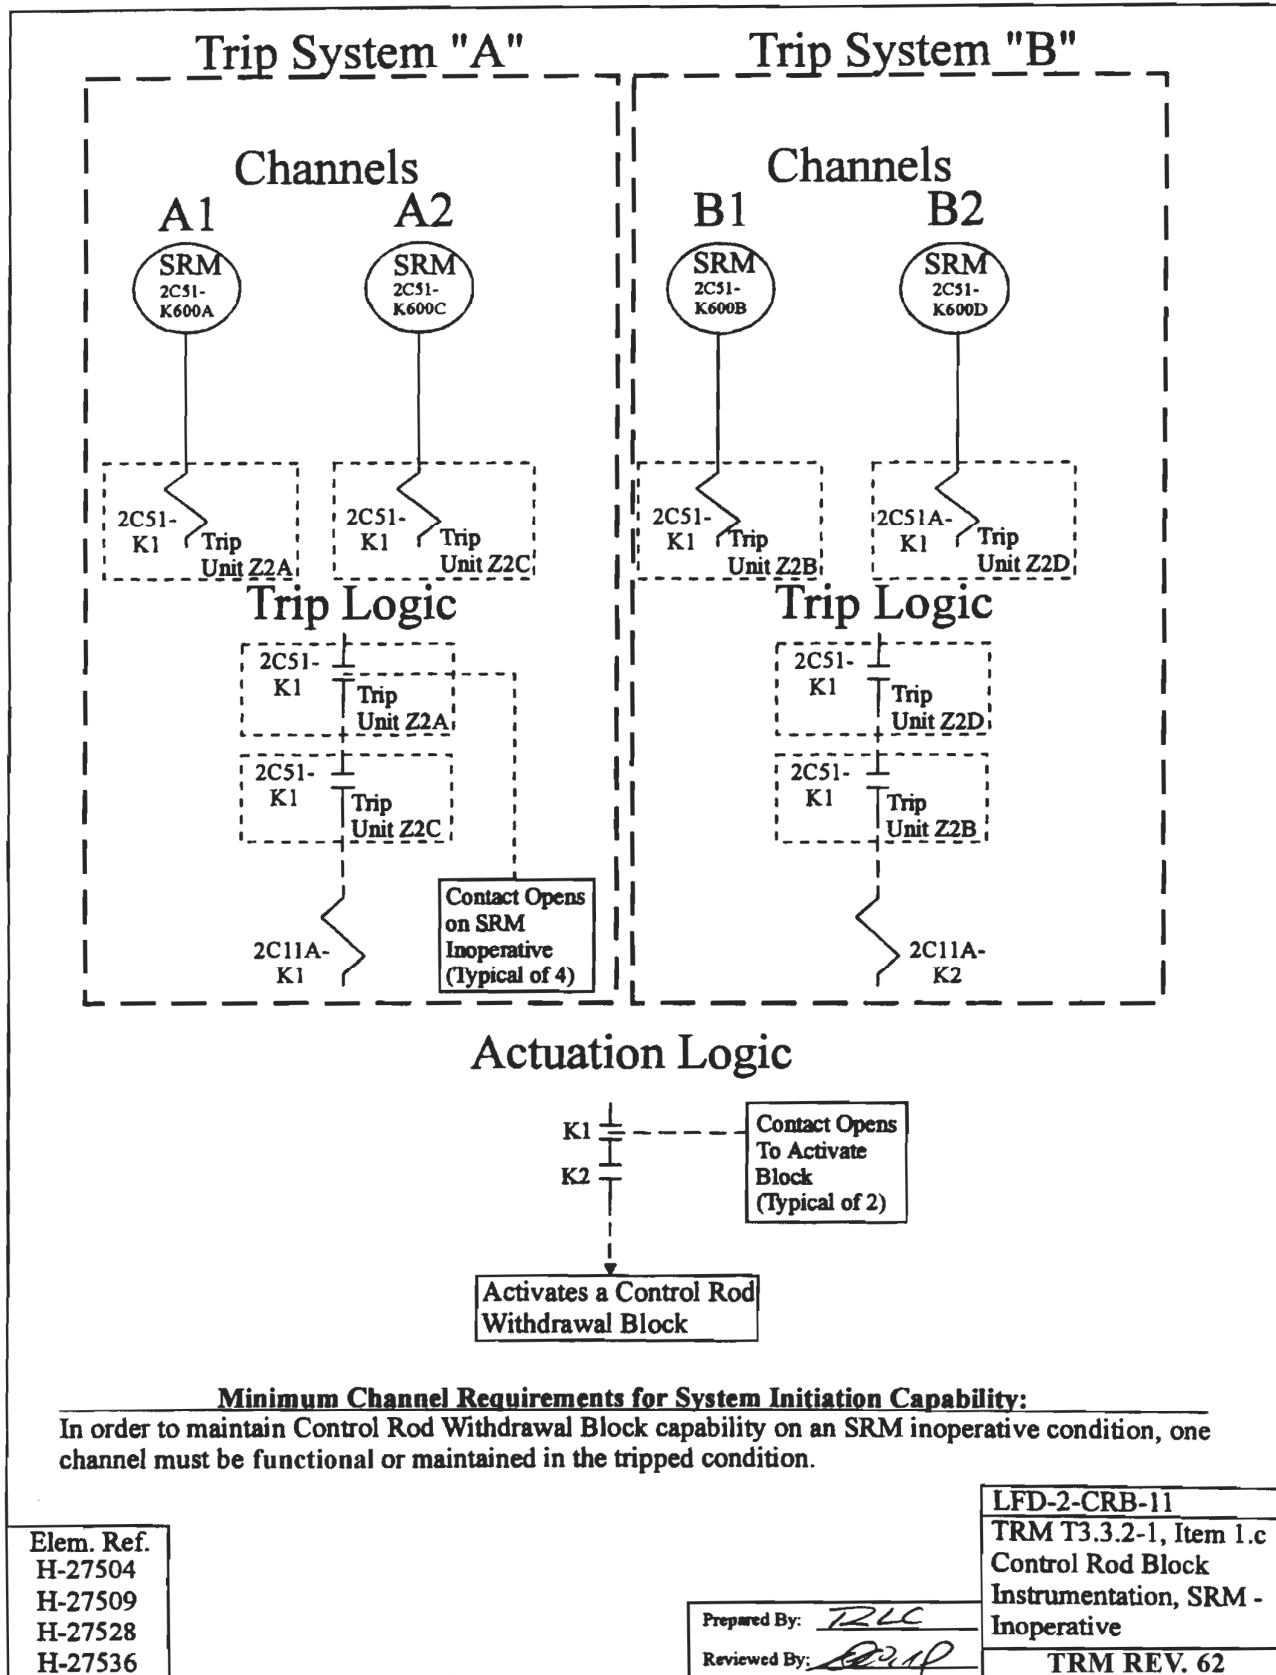 Trip System "A"
Trip System "B"
Channels
Channels
A1
A2
B1
B2
SRM
2C51-
K600A
SRM
2C51-
K600C
SRM
2C51-
K600B
SRM
2C51-
K600D
2C51-
K1
Trip
Unit Z2A
2C51-
K1
Trip
Unit Z2C
2C51-
K1
Trip
Unit Z2B
2C51A-
K1
Trip
Unit Z2D
Trip Logic
Trip Logic
2C51-
K1
Trip
Unit Z2A
2C51-
K1
Trip
Unit Z2C
2C51-
K1
Trip
Unit Z2D
2C51-
K1
Trip
Unit Z2B
Contact Opens
on SRM
Inoperative
(Typical of 4)
2C11A-
K1
2C11A-
K2
Actuation Logic
K1
K2
Contact Opens
To Activate
Block
(Typical of 2)
Activates a Control Rod
Withdrawal Block
Minimum Channel Requirements for System Initiation Capability:
In order to maintain Control Rod Withdrawal Block capability on an SRM inoperative condition, one
channel must be functional or maintained in the tripped condition.
Elem. Ref.
H-27504
H-27509
H-27528
H-27536
Prepared By:
Reviewed By:
LFD-2-CRB-11
TRM T3.3.2-1, Item 1.c
Control Rod Block
Instrumentation, SRM -
Inoperative
TRM REV. 62